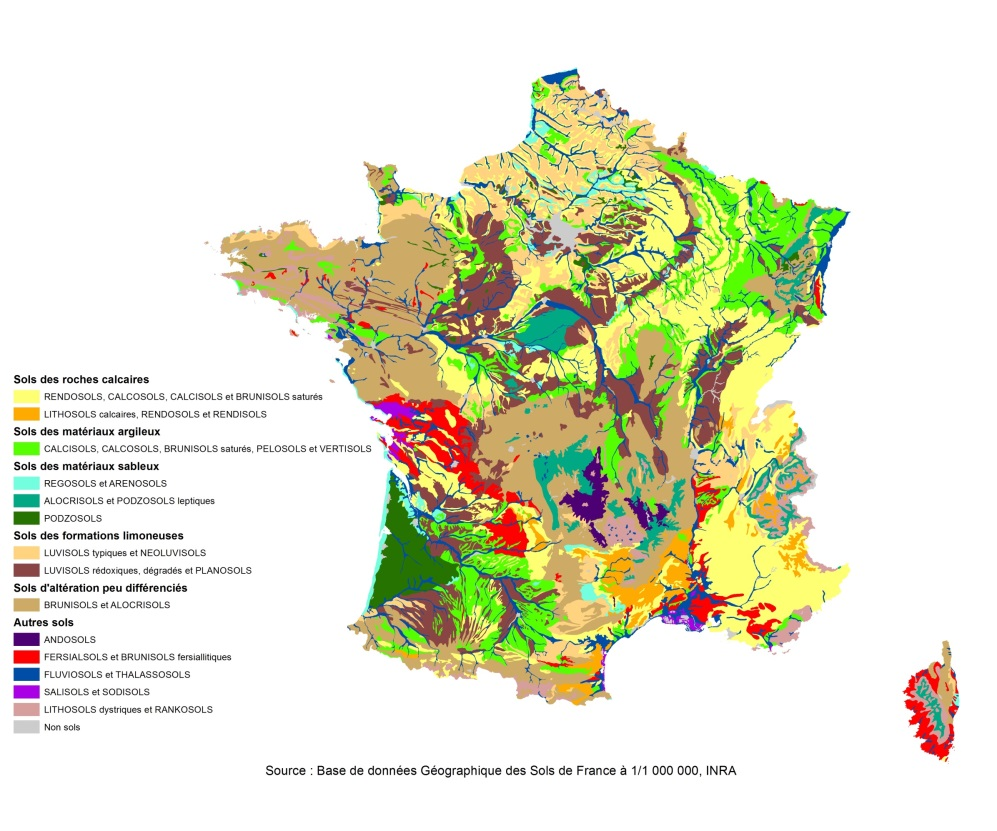 Sols des roches calcaires
RENDOSOLS, CALCOSOLS, CALCISOLS et BRUNISOLS saturés
LITHOSOLS calcaires, RENDOSOLS et RENDISOLS
Sols des matériaux argileux
CALCISOLS, CALCOSOLS, BRUNISOLS saturés, PELOSOLS et VERTISOLS
Sols des matériaux sableux
REGOSOLS et ARENOSOLS
ALOCRISOLS et PODZOSOLS leptiques
PODZOSOLS
Sols des formations limoneuses
LUVISOLS typiques et NEOLUVISOLS
LUVISOLS rédoxiques, dégradés et PLANOSOLS
Sols d'altération peu différenciés
BRUNISOLS et ALOCRISOLS
Autres sols
ANDOSOLS
FERSIALSOLS et BRUNISOLS fersiallitiques
FLUVIOSOLS et THALASSOSOLS
SALISOLS et SODISOLS
LITHOSOLS dystriques et RANKOSOLS
Non sols
Source : Base de données Géographique des Sols de France à 1/1 000 000, INRA